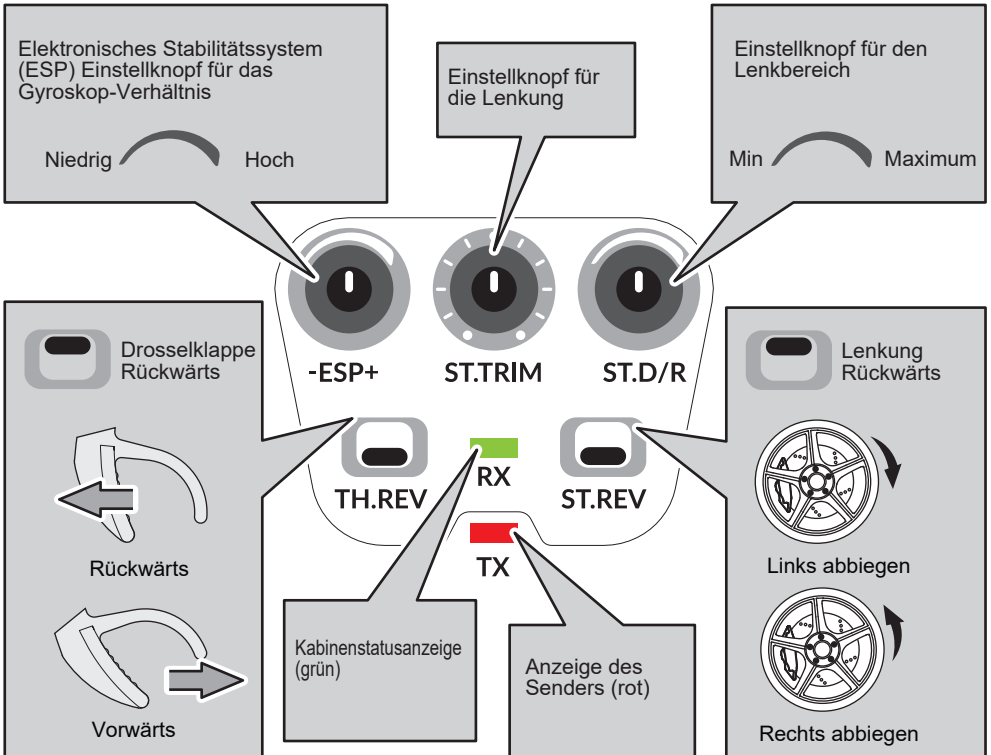 Elektronisches Stabilitätssystem
(ESP) Einstellknopf für das
Gyroskop-Verhältnis
Niedrig Hoch
Einstellknopf für
die Lenkung
Einstellknopf für den
Lenkbereich
Min Maximum
-ESP+ ST.TRIM ST.D/R
Drosselklappe
Rückwärts
Rückwärts
Vorwärts
TH.REV RX ST.REV
TX
Kabinenstatusanzeige
(grün)
Anzeige des
Senders (rot)
Lenkung
Rückwärts
Links abbiegen
Rechts abbiegen